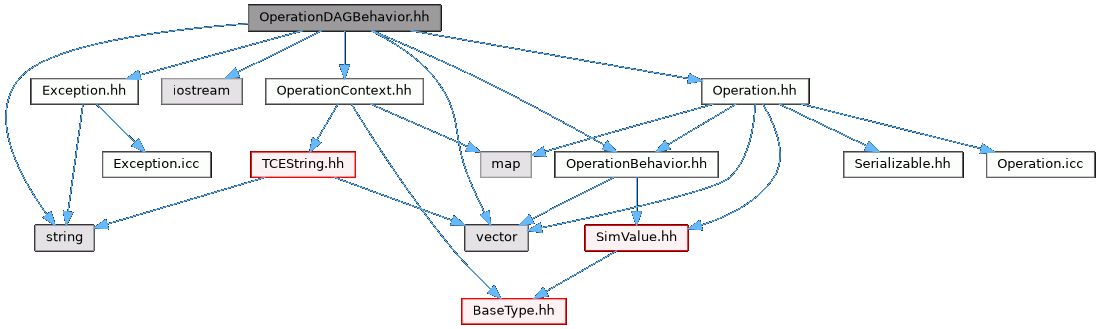 OperationDAGBehavior.hh
Exception.hh
iostream
OperationContext.hh
Operation.hh
Exception.icc
TCEString.hh
map
OperationBehavior.hh
Serializable.hh
Operation.icc
string
vector
SimValue.hh
BaseType.hh